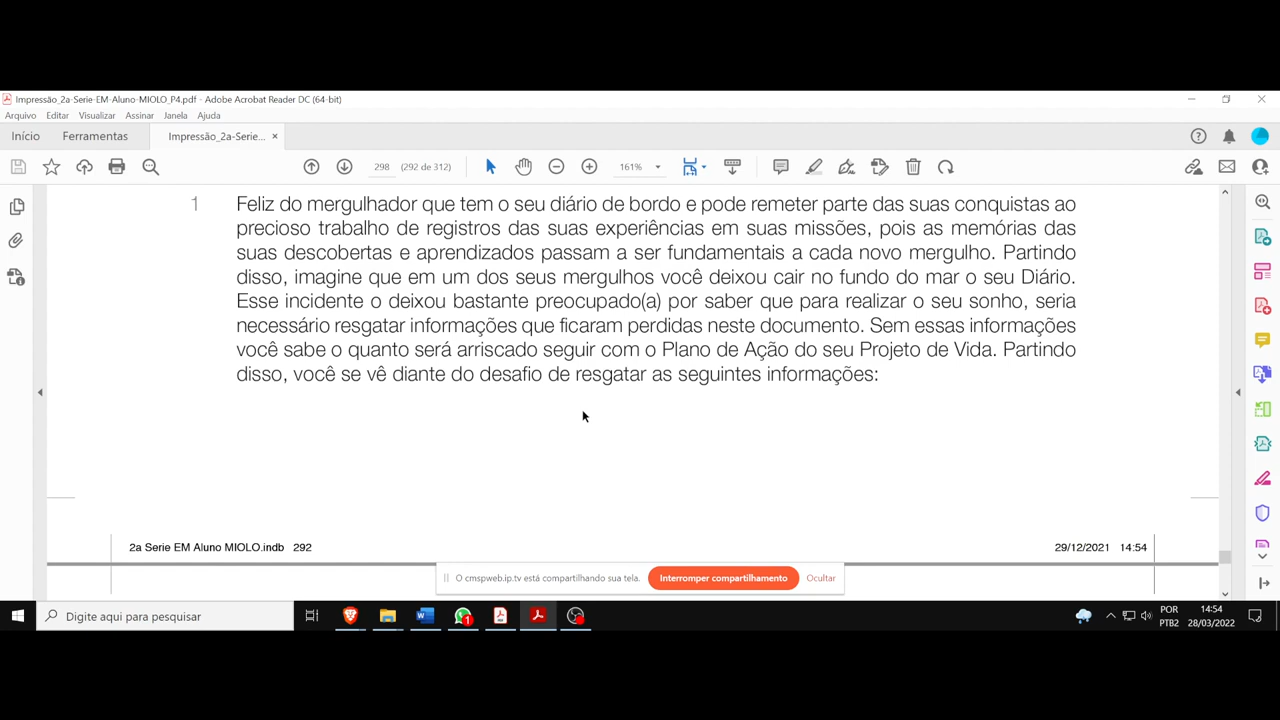 Impressão_2a-Serie-EM-Aluno-MIOLO_P4.pdf - Adobe Acrobat Reader DC (64-bit)
Arquivo Editar Visualizar Assinar Janela Ajuda
Início Ferramentas Impressão_2a-Serie... ×
298 (292 de 312) 161%
1 Feliz do mergulhador que tem o seu diário de bordo e pode remeter parte das suas conquistas ao
precioso trabalho de registros das suas experiências em suas missões, pois as memórias das
suas descobertas e aprendizados passam a ser fundamentais a cada novo mergulho. Partindo
disso, imagine que em um dos seus mergulhos você deixou cair no fundo do mar o seu Diário.
Esse incidente o deixou bastante preocupado(a) por saber que para realizar o seu sonho, seria
necessário resgatar informações que ficaram perdidas neste documento. Sem essas informações
você sabe o quanto será arriscado seguir com o Plano de Ação do seu Projeto de Vida. Partindo
disso, você se vê diante do desafio de resgatar as seguintes informações:
2a Serie EM Aluno MIOLO.indb 292 29/12/2021 14:54
O cmspweb.ip.tv está compartilhando sua tela. Interromper compartilhamento Ocultar
Digite aqui para pesquisar
1
POR 14:54
PTB2 28/03/2022